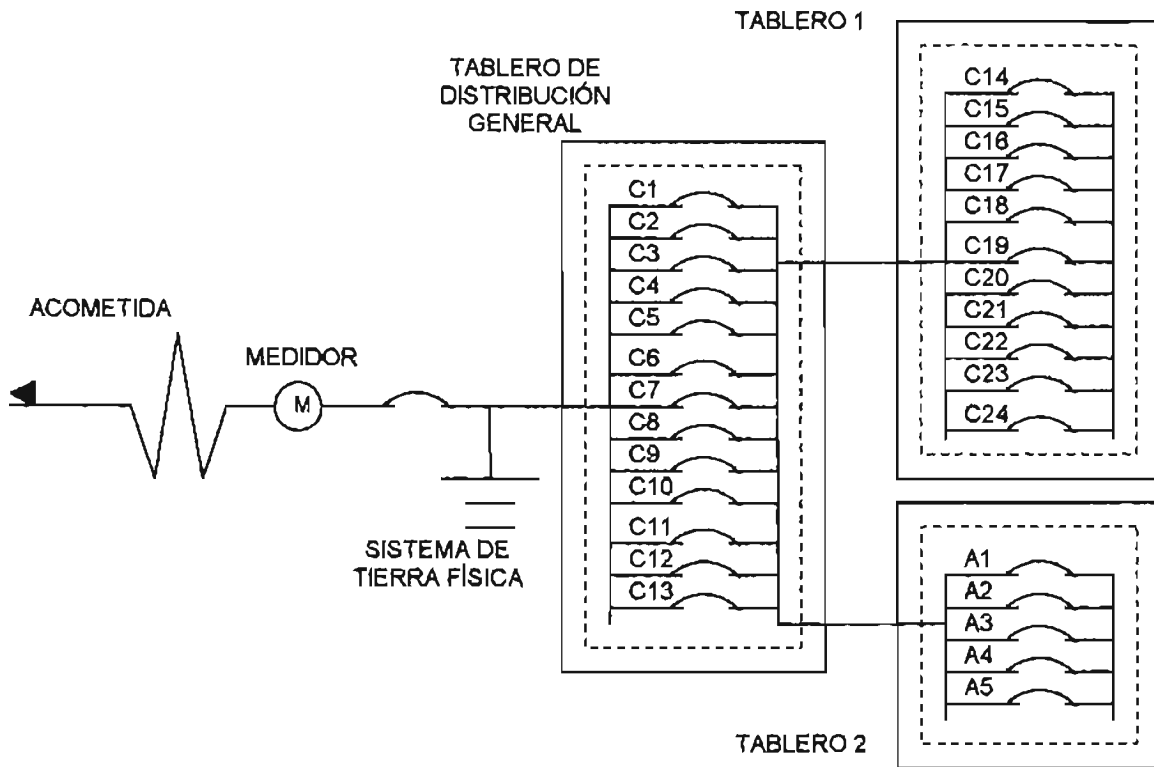 TABLERO 1
TABLERO DE
DISTRIBUCIÓN
GENERAL
C1
C2
C3
C4
C5
C6
C7
C8
C9
C10
C11
C12
C13
C14
C15
C16
C17
C18
C19
C20
C21
C22
C23
C24
ACOMETIDA
MEDIDOR
M
SISTEMA DE
TIERRA FÍSICA
A1
A2
A3
A4
A5
TABLERO 2